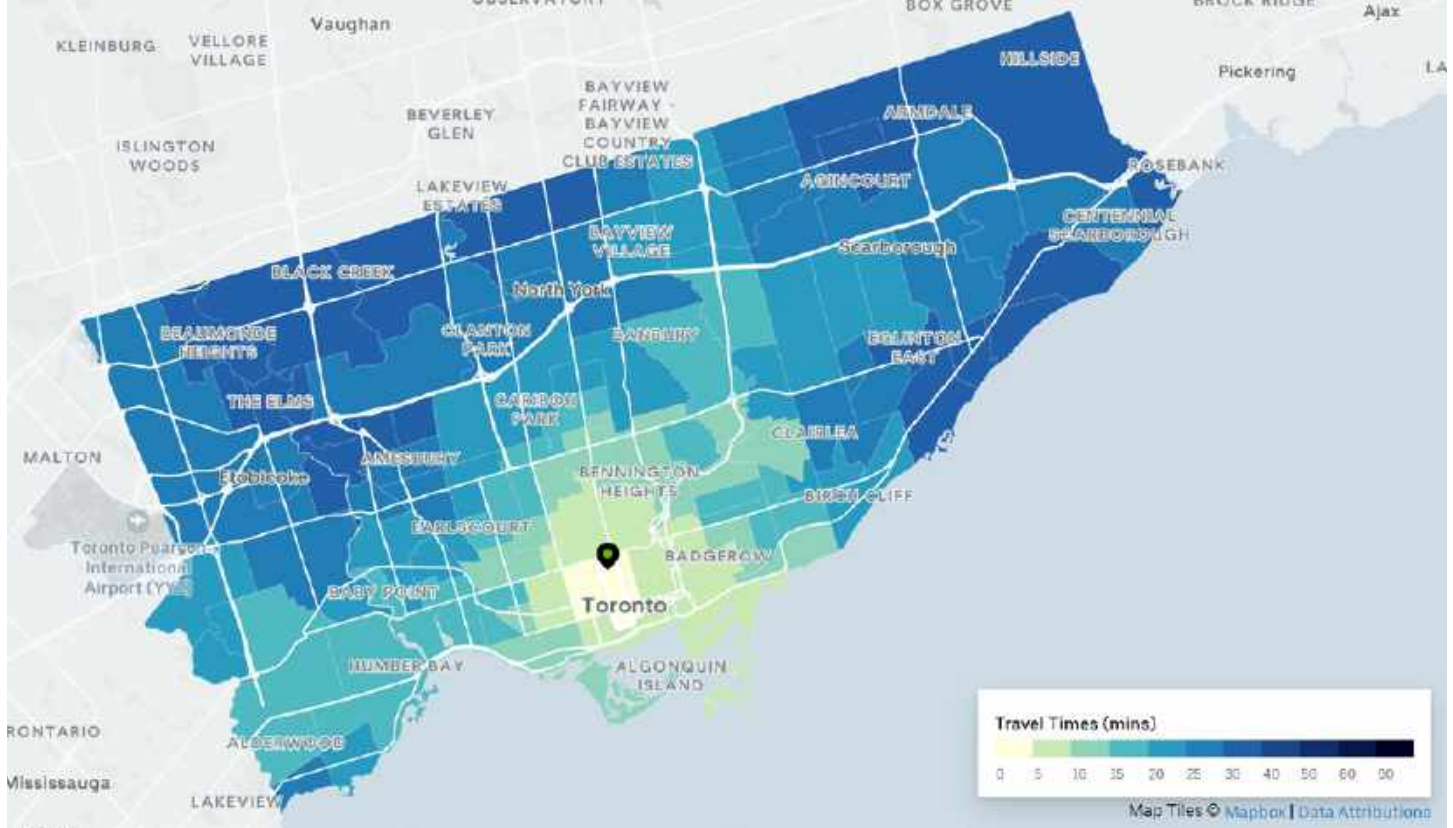 BOX GROVE
Ajax
Vaughan
KLEINBURG
VELLORE
VILLAGE
HILLSIDE
Pickering
BAYVIEW
FAIRWAY -
BAYVIEW
COUNTRY
CLUB ESTATES
BEVERLEY
GLEN
ARMDALE
ISLINGTON
WOODS
ROSEBANK
LAKEVIEW
ESTATES
AGINCOURT
CENTENNIAL
SCARBOROUGH
BAYVIEW
VILLAGE
Scarborough
BLACK CREEK
North York
BEAUMONDE
HEIGHTS
CLANTON
PARK
BANBURY
EGLINTON
EAST
THE ELMS
CARIBOU
PARK
CLAIRLEA
MALTON
AMESBURY
Etobicoke
BENNINGTON
HEIGHTS
BIRCH CLIFF
EARLSCOURT
Toronto Pearson
International
Airport (YYZ)
BADGEROW
BABY POINT
Toronto
HUMBER BAY
ALGONQUIN
ISLAND
RONTARIO
ALDERWOOD
Mississauga
LAKEVIEW
Travel Times (mins)
0 5 10 15 20 25 30 40 50 60 90
Map Tiles © Mapbox | Data Attributions